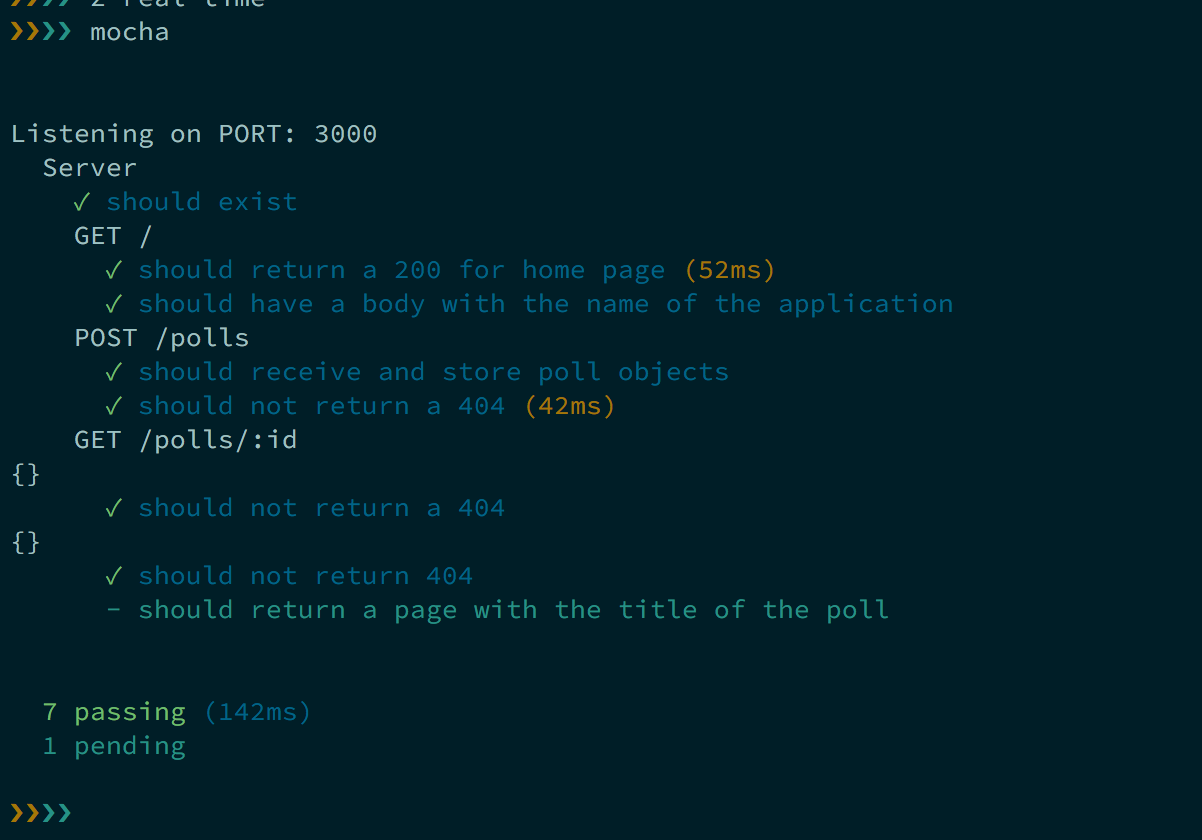 ❯❯❯❯ 2 real time
❯❯❯❯ mocha
Listening on PORT: 3000
Server
✓ should exist
GET /
✓ should return a 200 for home page (52ms)
✓ should have a body with the name of the application
POST /polls
✓ should receive and store poll objects
✓ should not return a 404 (42ms)
GET /polls/:id
{}
✓ should not return a 404
{}
✓ should not return 404
- should return a page with the title of the poll
7 passing (142ms)
1 pending
❯❯❯❯